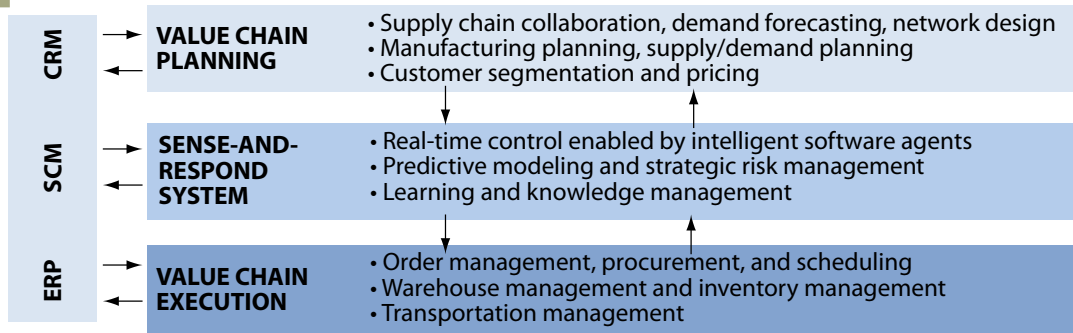 CRM
VALUE CHAIN
PLANNING
• Supply chain collaboration, demand forecasting, network design
• Manufacturing planning, supply/demand planning
• Customer segmentation and pricing
SCM
SENSE-AND-
RESPOND
SYSTEM
• Real-time control enabled by intelligent software agents
• Predictive modeling and strategic risk management
• Learning and knowledge management
ERP
VALUE CHAIN
EXECUTION
• Order management, procurement, and scheduling
• Warehouse management and inventory management
• Transportation management